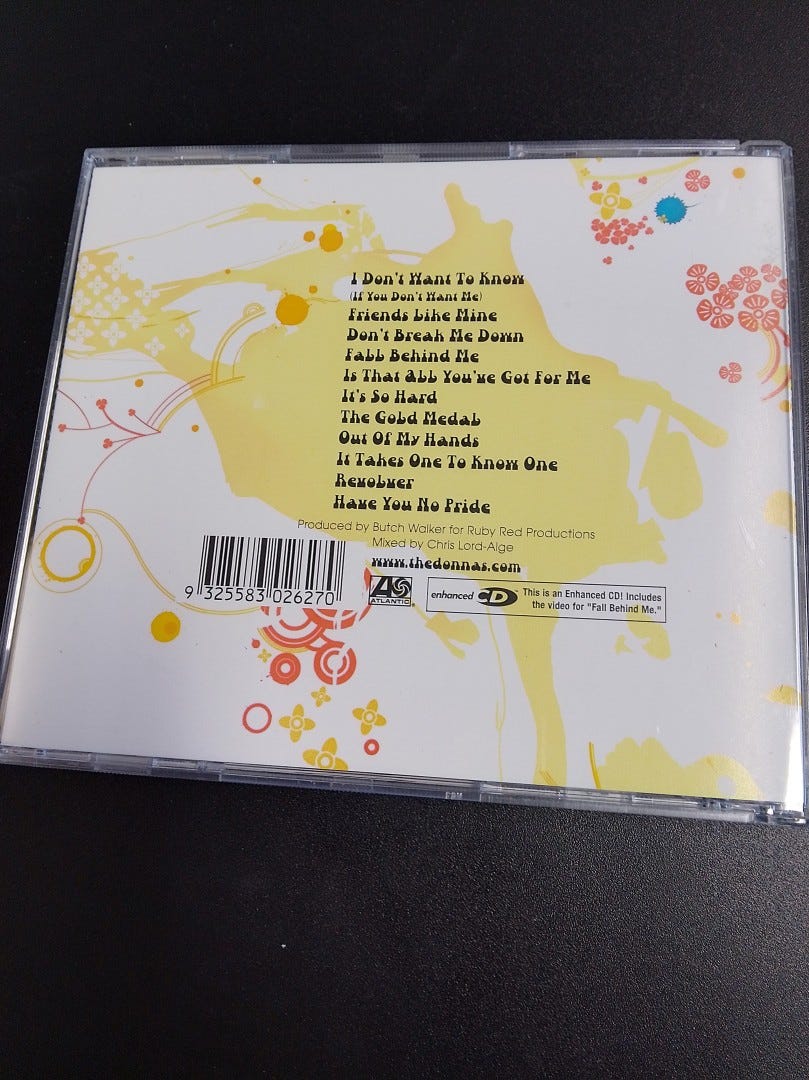 I Don't Want To Know
(If You Don't Want Me)
Friends Like Mine
Don't Break Me Down
Fall Behind Me
Is That All You've Got For Me
It's So Hard
The Gold Medal
Out Of My Hands
It Takes One To Know One
Revolver
Have You No Pride
Produced by Butch Walker for Ruby Red Productions
Mixed by Chris Lord-Alge
www.thedonnas.com
9 325583 026270
ATLANTIC
enhanced CD
This is an Enhanced CD! Includes
the video for "Fall Behind Me."